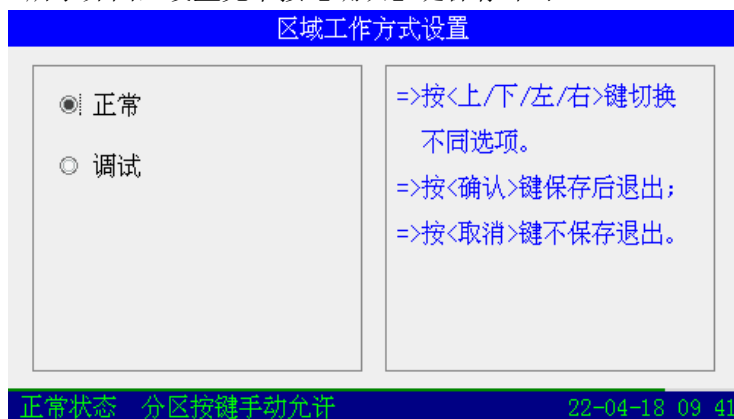 区域工作方式设置
正常
调试
=>按<上/下/左/右>键切换
不同选项。
=>按<确认>键保存后退出;
=>按<取消>键不保存退出。
正常状态 分区按键手动允许 22-04-18 09 41